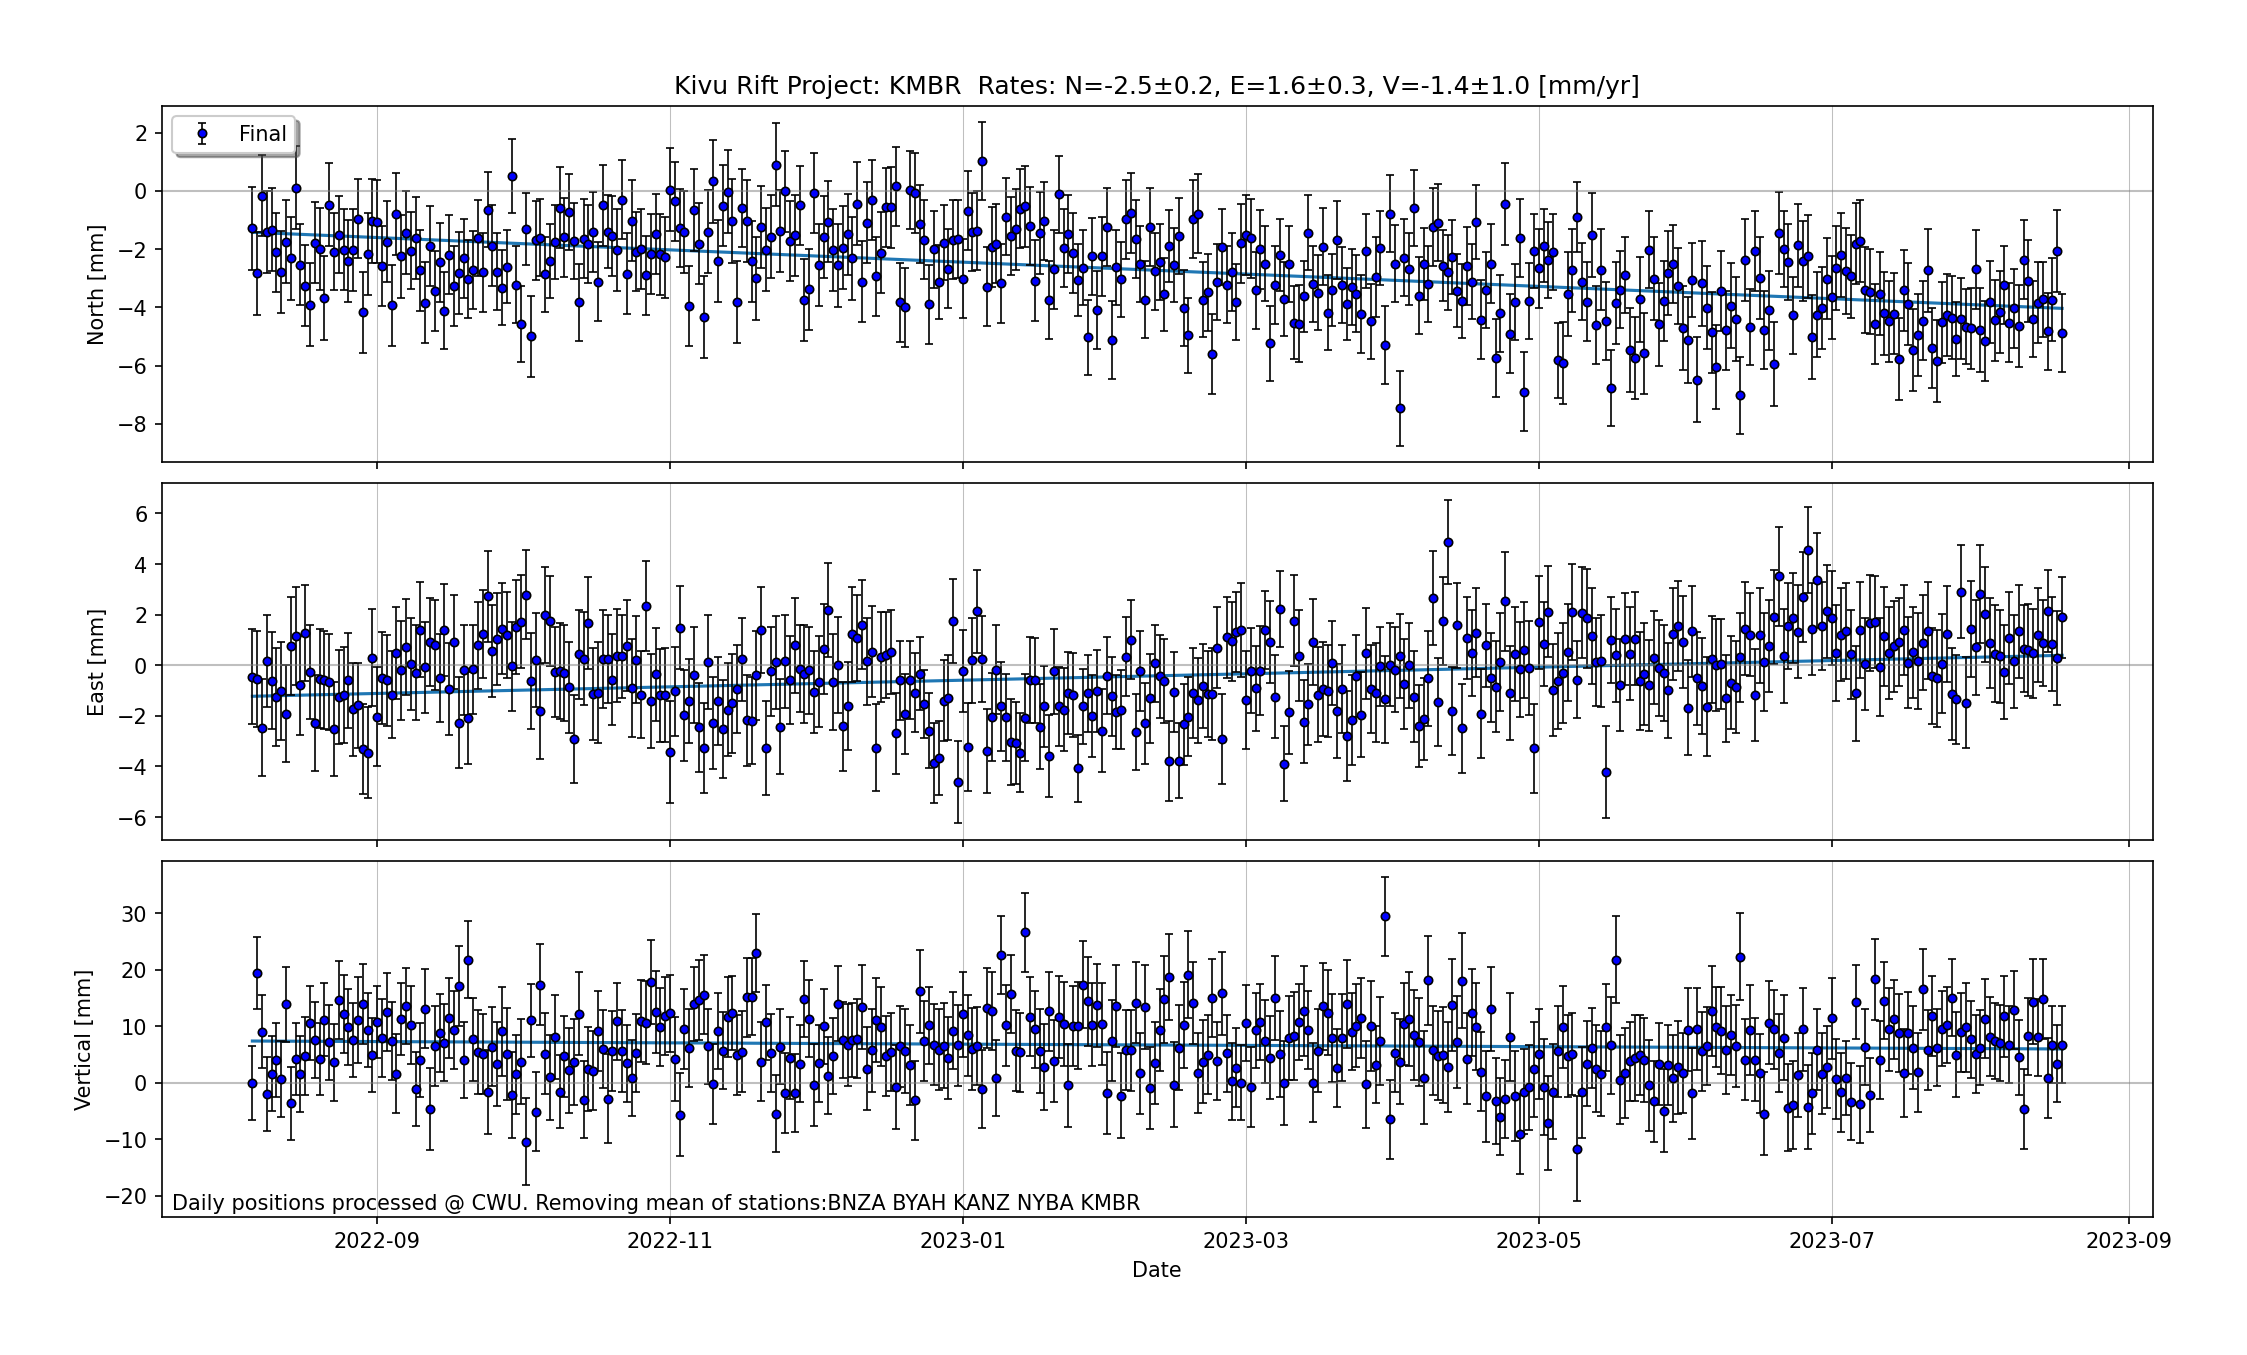 Kivu Rift Project: KMBR  Rates: N=-2.5±0.2, E=1.6±0.3, V=-1.4±1.0 [mm/yr]
Final
North [mm]
2
0
−2
−4
−6
−8
East [mm]
6
4
2
0
−2
−4
−6
Vertical [mm]
30
20
10
0
−10
−20
Daily positions processed @ CWU. Removing mean of stations:BNZA BYAH KANZ NYBA KMBR
2022-09 2022-11 2023-01 2023-03 2023-05 2023-07 2023-09
Date